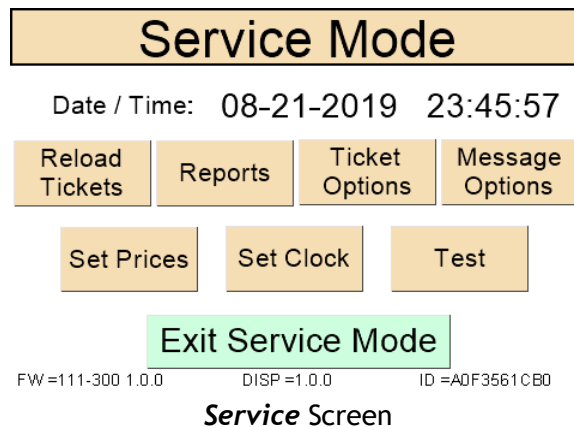 Service Mode
Date / Time: 08-21-2019 23:45:57
Reload Tickets
Reports
Ticket Options
Message Options
Set Prices
Set Clock
Test
Exit Service Mode
FW=111-300 1.0.0 DISP=1.0.0 ID=A0F3561CB0
Service Screen